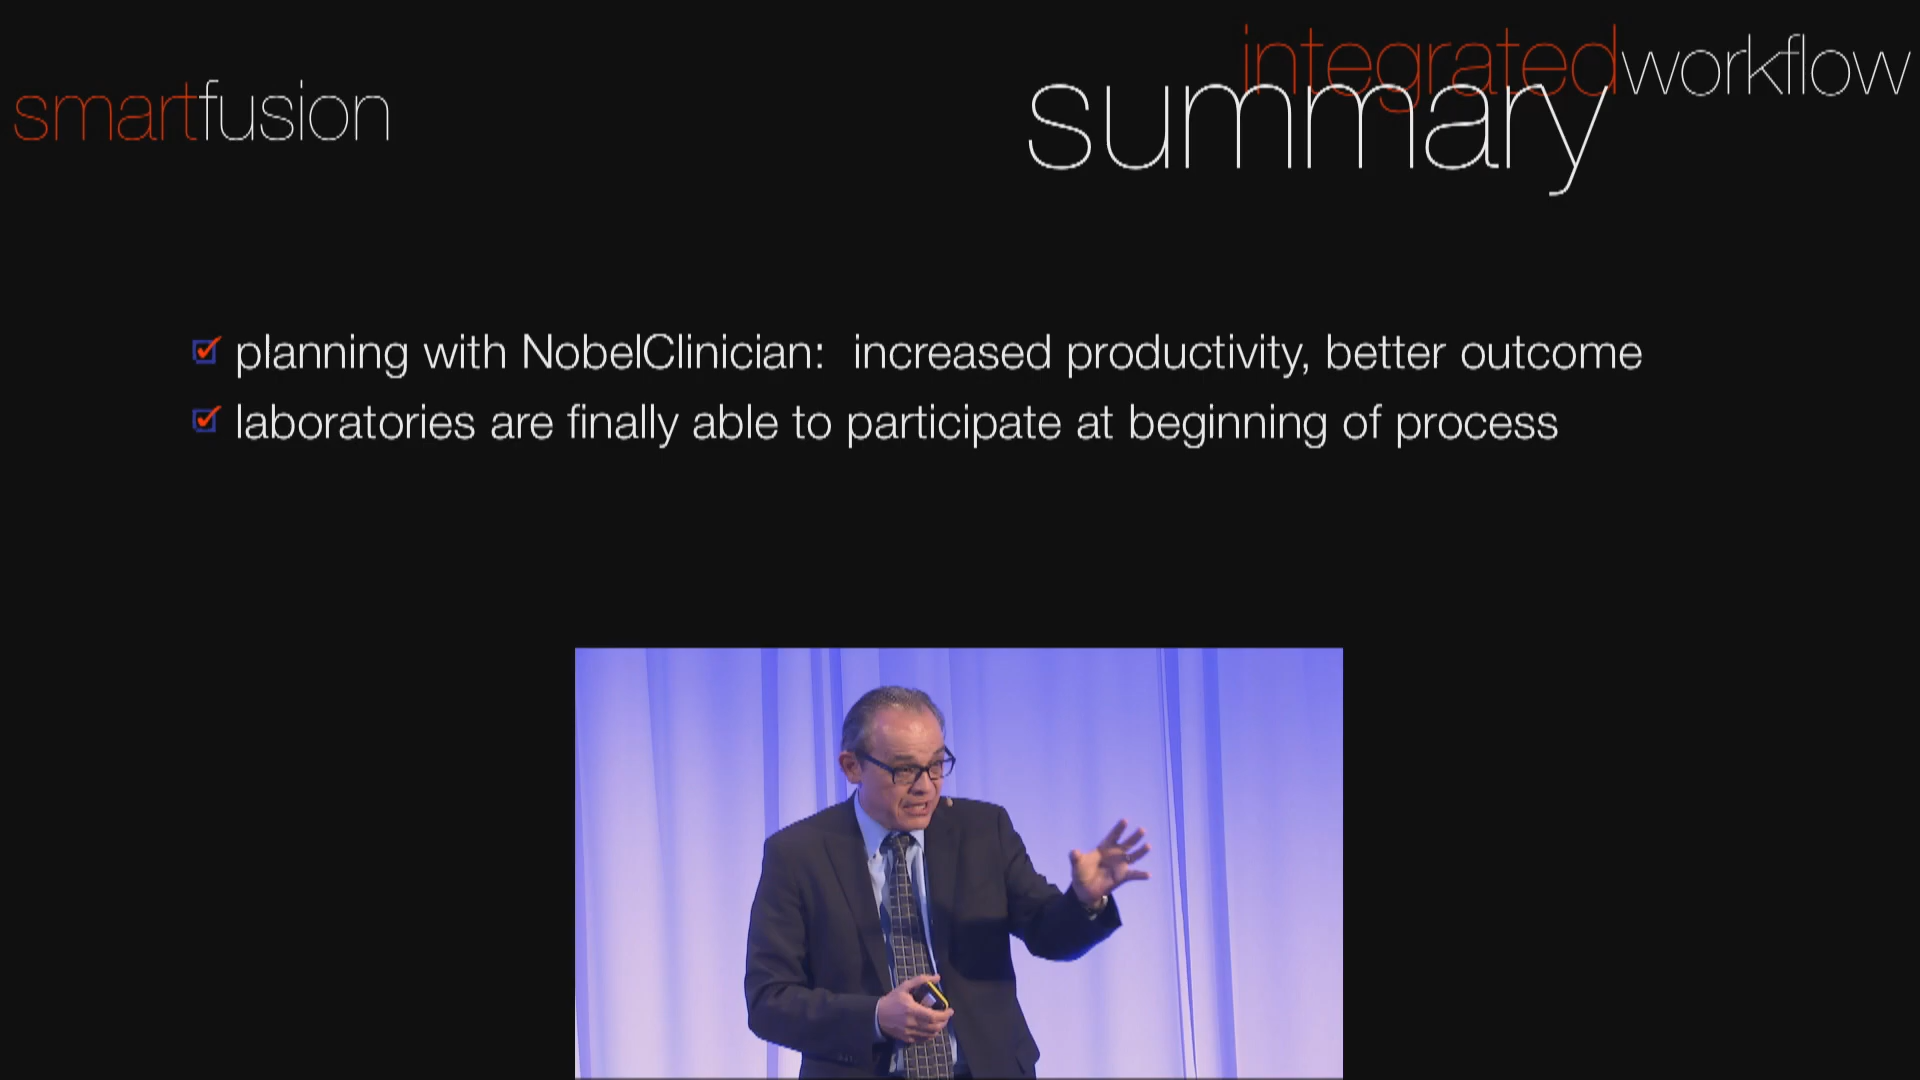 integratedworkflow
smartfusion
summary
planning with NobelClinician: increased productivity, better outcome
laboratories are finally able to participate at beginning of process